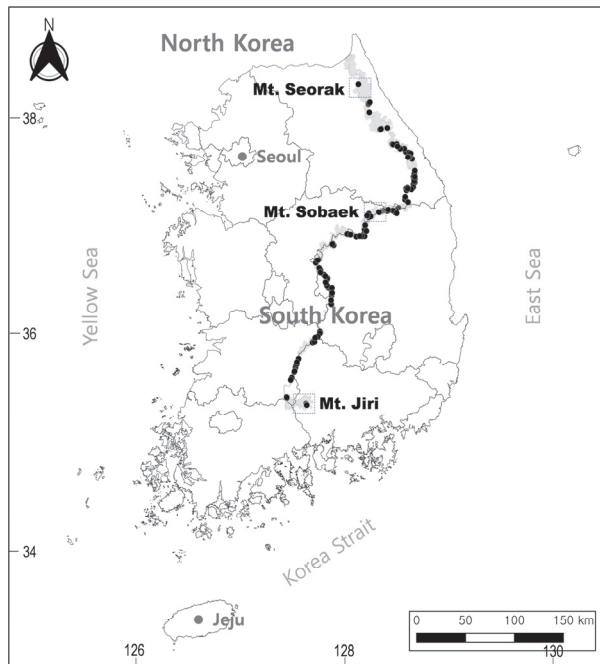 N
North Korea
Mt. Seorak
38
Seoul
Mt. Sobaek
Yellow Sea
East Sea
36
South Korea
Mt. Jiri
34
Korea Strait
Jeju
0 50 100 150 km
126 128 130